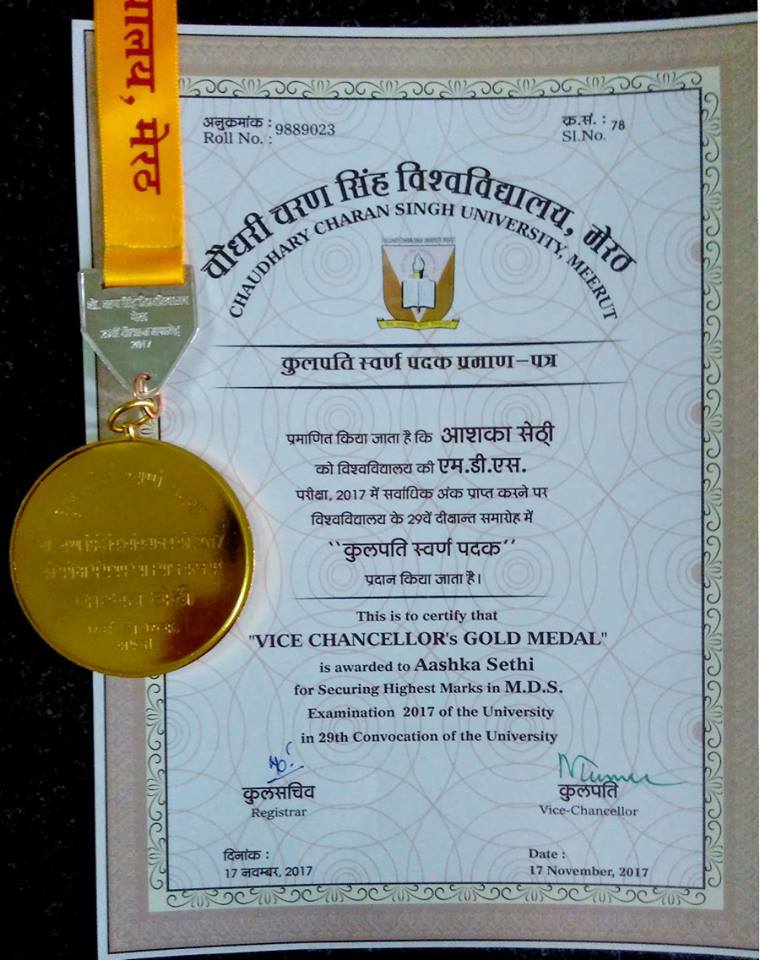 यालय, मेरठ
अनुक्रमांक :
Roll No. : 9889023
क्र.सं. : 78
Sl.No.
चौधरी चरण सिंह विश्वविद्यालय, मेरठ
CHAUDHARY CHARAN SINGH UNIVERSITY, MEERUT
कुलपति स्वर्ण पदक प्रमाण–पत्र
प्रमाणित किया जाता है कि आशका सेठी
को विश्वविद्यालय की एम.डी.एस.
परीक्षा, 2017 में सर्वाधिक अंक प्राप्त करने पर
विश्वविद्यालय के 29वें दीक्षान्त समारोह में
‘‘कुलपति स्वर्ण पदक’’
प्रदान किया जाता है।
This is to certify that
"VICE CHANCELLOR's GOLD MEDAL"
is awarded to Aashka Sethi
for Securing Highest Marks in M.D.S.
Examination 2017 of the University
in 29th Convocation of the University
कुलसचिव
Registrar
कुलपति
Vice-Chancellor
दिनांक :
17 नवम्बर, 2017
Date :
17 November, 2017
मेरठ
2017